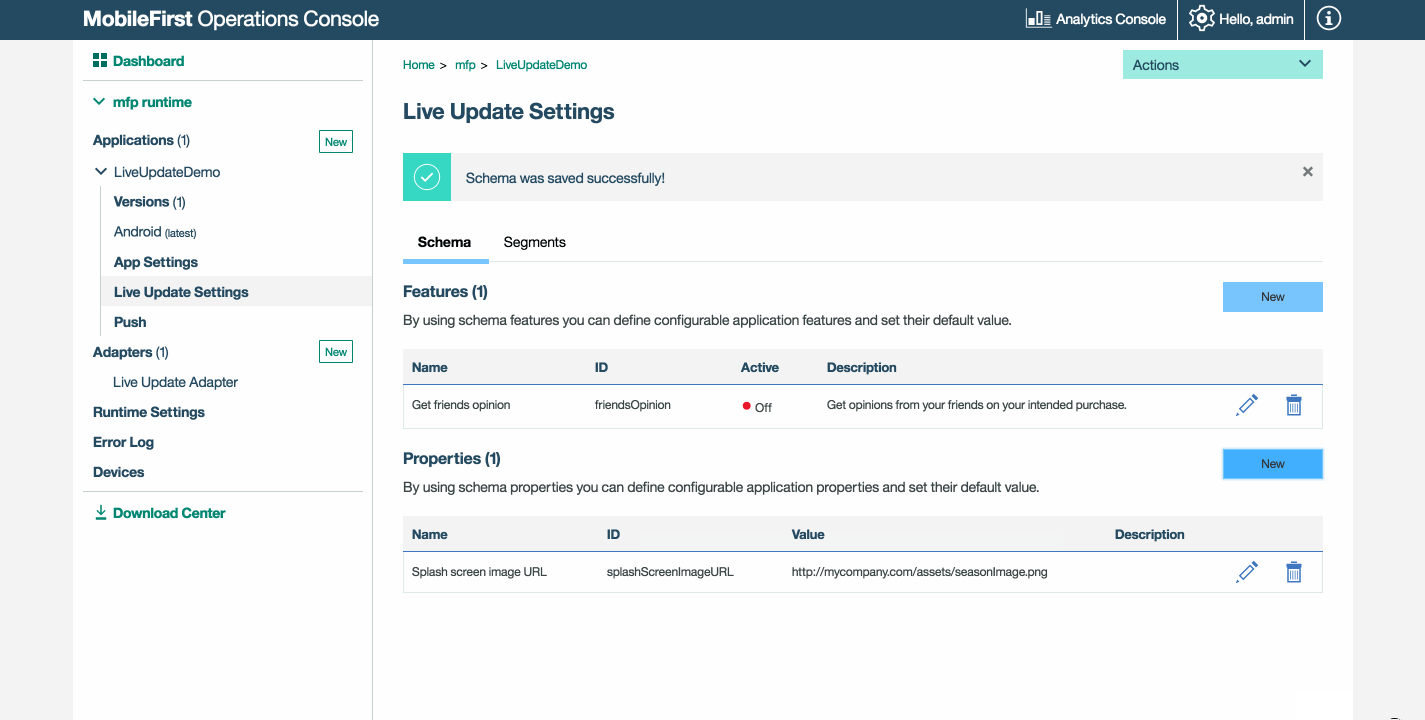 MobileFirst Operations Console
Analytics Console
Hello, admin
Dashboard
mfp runtime
Applications (1)
New
LiveUpdateDemo
Versions (1)
Android (latest)
App Settings
Live Update Settings
Push
Adapters (1)
New
Live Update Adapter
Runtime Settings
Error Log
Devices
Download Center
Home > mfp > LiveUpdateDemo
Actions
Live Update Settings
Schema was saved successfully!
Schema Segments
Features (1)
New
By using schema features you can define configurable application features and set their default value.
Name ID Active Description
Get friends opinion friendsOpinion Off Get opinions from your friends on your intended purchase.
Properties (1)
New
By using schema properties you can define configurable application properties and set their default value.
Name ID Value Description
Splash screen image URL splashScreenImageURL http://mycompany.com/assets/seasonImage.png